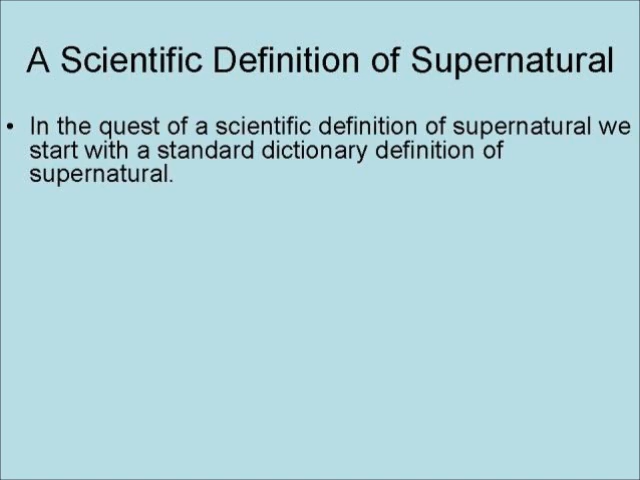 A Scientific Definition of Supernatural
• In the quest of a scientific definition of supernatural we
start with a standard dictionary definition of
supernatural.